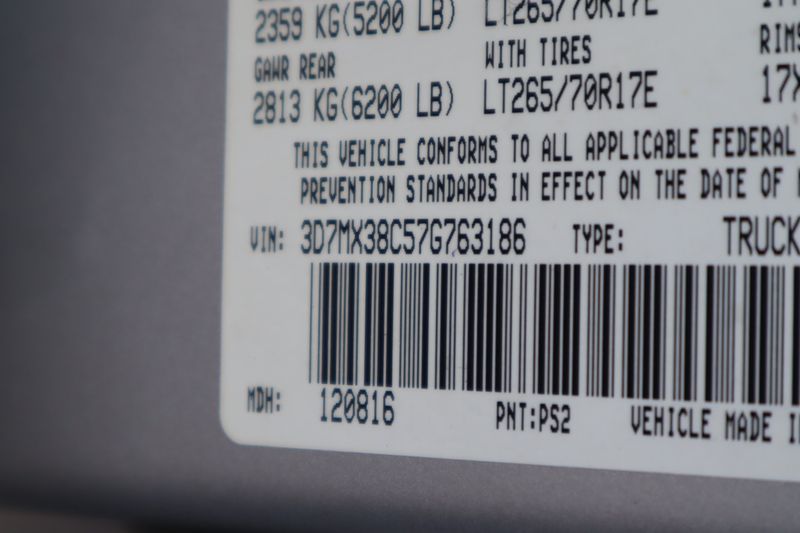 2359 KG(5200 LB) LT265/70R17E
GAWR REAR WITH TIRES RIMS
2813 KG(6200 LB) LT265/70R17E 17X
THIS VEHICLE CONFORMS TO ALL APPLICABLE FEDERAL
PREVENTION STANDARDS IN EFFECT ON THE DATE OF
VIN: 3D7MX38C57G763186 TYPE: TRUCK
MDH: 120816 PNT:PS2 VEHICLE MADE I